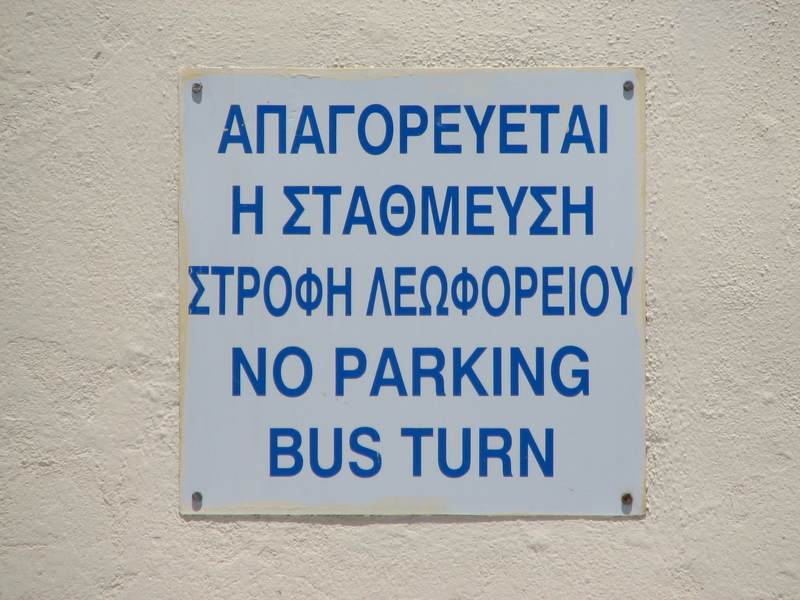 ΑΠΑΓΟΡΕΥΕΤΑΙ
Η ΣΤΑΘΜΕΥΣΗ
ΣΤΡΟΦΗ ΛΕΩΦΟΡΕΙΟΥ
NO PARKING
BUS TURN